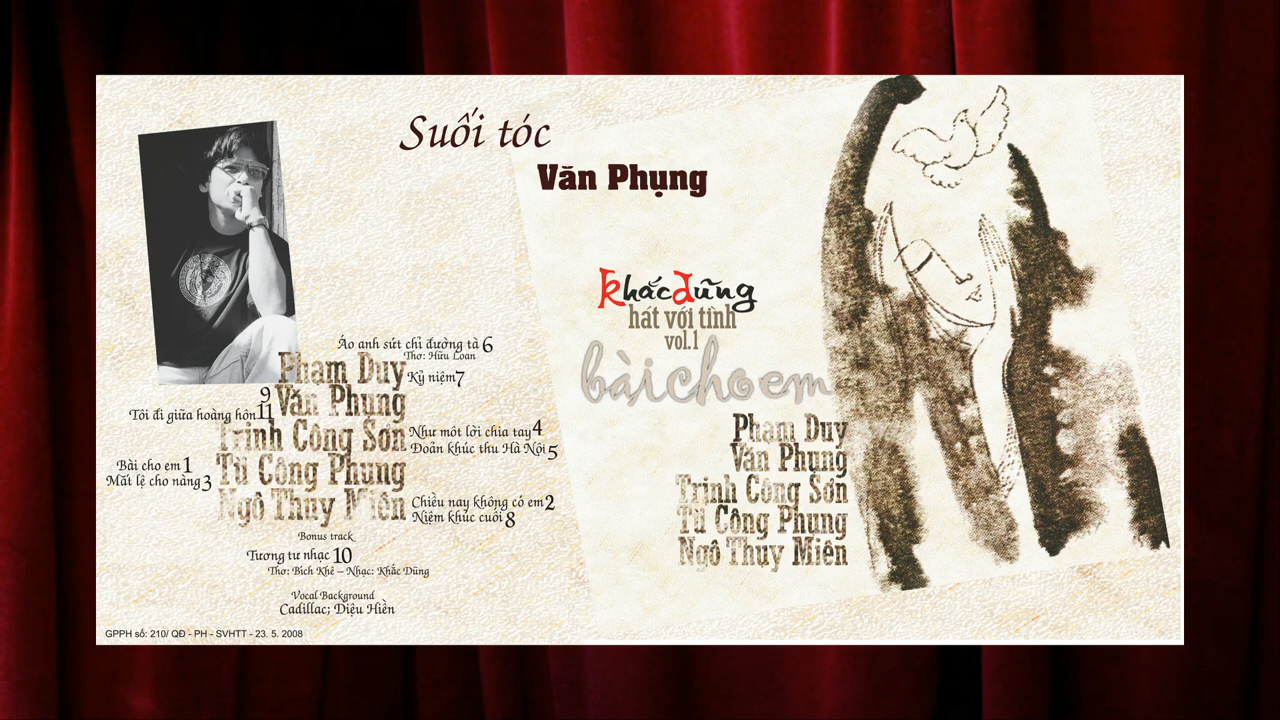 Suối tóc
Văn Phụng
Áo anh sứt chỉ đường tà 6
Thơ: Hữu Loan
Phạm Duy
Kỷ niệm 7
9
Văn Phụng
Tôi đi giữa hoàng hôn 11
Trịnh Công Sơn
Như một lời chia tay 4
Đoản khúc thu Hà Nội 5
Bài cho em 1
Từ Công Phụng
Mắt lệ cho nàng 3
Ngô Thụy Miên
Chiều nay không có em 2
Niệm khúc cuối 8
Bonus track
Tương tư nhạc 10
Thơ: Bích Khê – Nhạc: Khắc Dũng
Vocal Background
Cadillac; Diệu Hiền
GPPH số: 210/ QĐ - PH - SVHTT - 23. 5. 2008
khắc dũng
hát với tình
vol.1
bài cho em
Phạm Duy
Văn Phụng
Trịnh Công Sơn
Từ Công Phụng
Ngô Thụy Miên